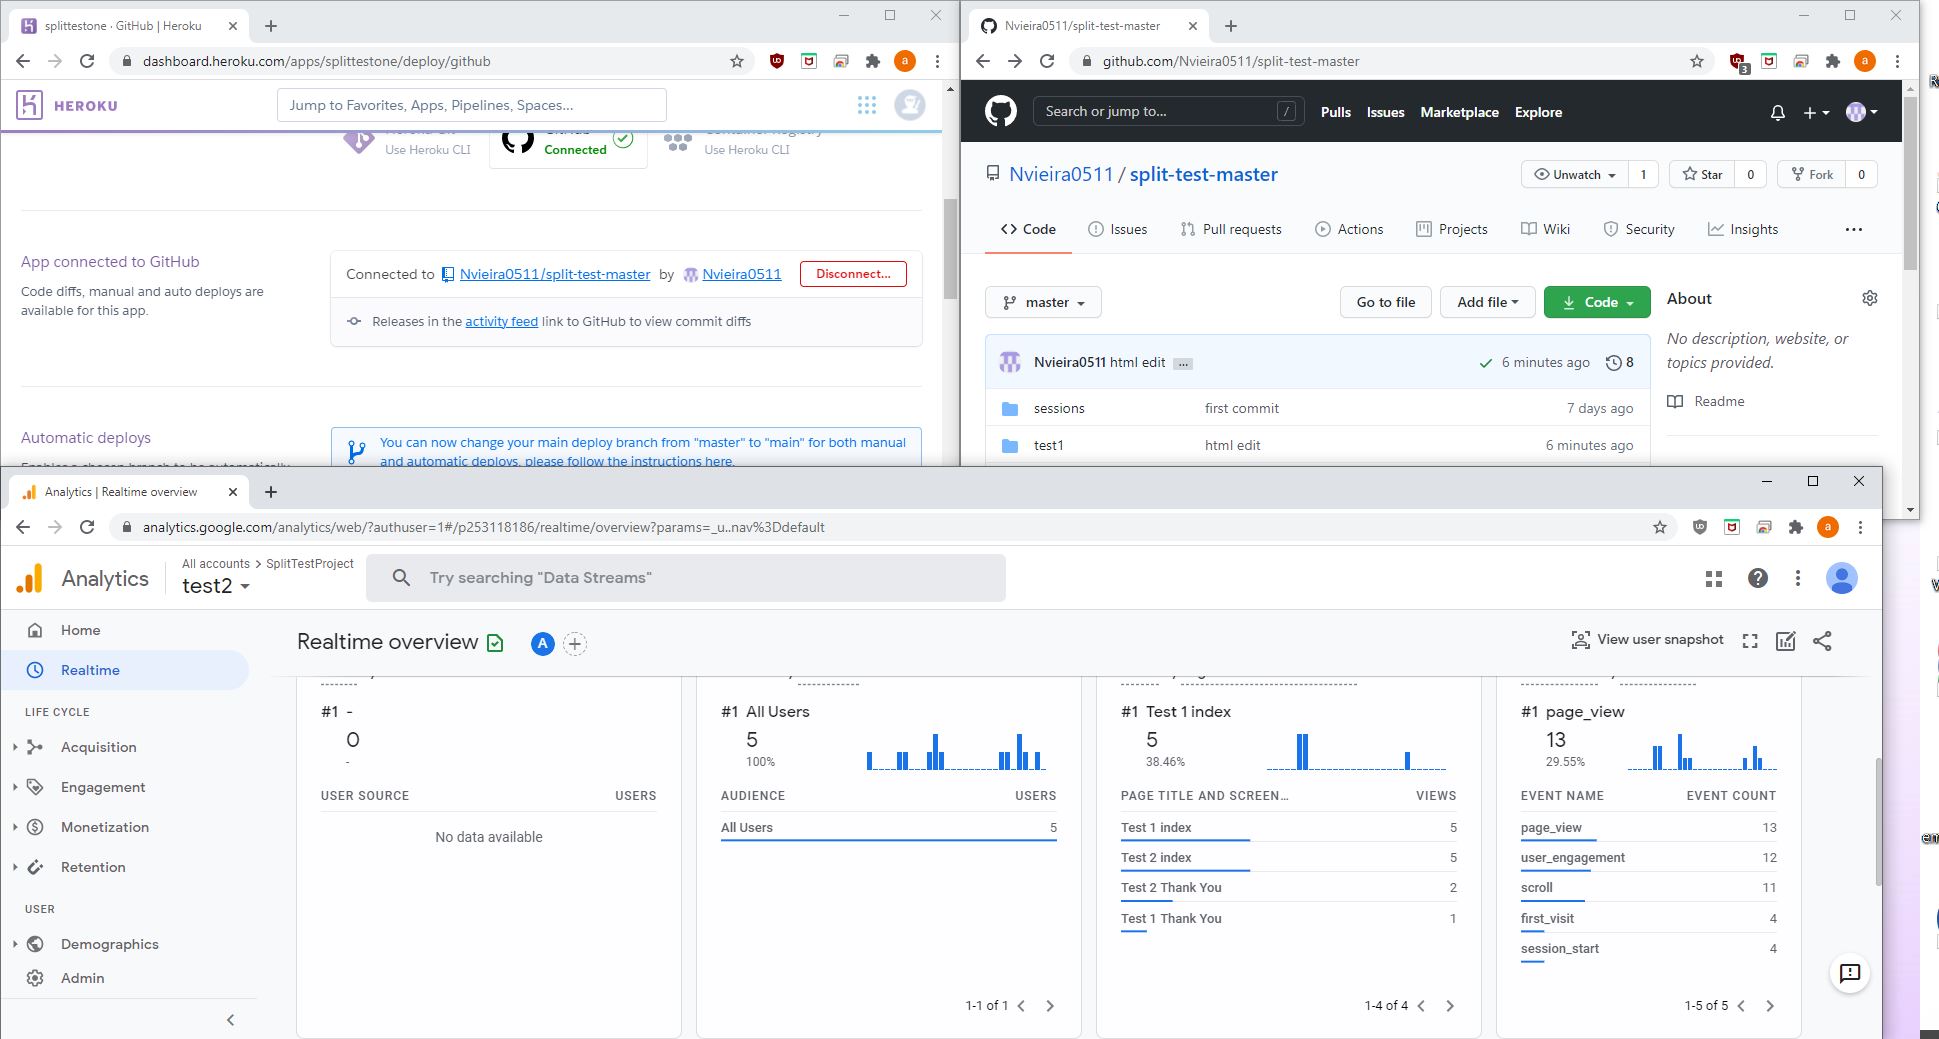 splittestone · GitHub | Heroku
dashboard.heroku.com/apps/splittestone/deploy/github
HEROKU
Jump to Favorites, Apps, Pipelines, Spaces...
Heroku Git
Use Heroku CLI
GitHub
Connected
Container Registry
Use Heroku CLI
App connected to GitHub
Code diffs, manual and auto deploys are
available for this app.
Connected to Nvieira0511/split-test-master by Nvieira0511 Disconnect...
Releases in the activity feed link to GitHub to view commit diffs
Automatic deploys
You can now change your main deploy branch from "master" to "main" for both manual
and automatic deploys, please follow the instructions here.
Enables a chosen branch to be automatically
Nvieira0511/split-test-master
github.com/Nvieira0511/split-test-master
3
a
Search or jump to... /
Pulls Issues Marketplace Explore
Nvieira0511 / split-test-master
Unwatch 1 Star 0 Fork 0
Code Issues Pull requests Actions Projects Wiki Security Insights ...
master Go to file Add file Code
About
No description, website, or
topics provided.
Readme
Nvieira0511 html edit ... 6 minutes ago 8
sessions first commit 7 days ago
test1 html edit 6 minutes ago
Analytics | Realtime overview
analytics.google.com/analytics/web/?authuser=1#/p253118186/realtime/overview?params=_u..nav%3Ddefault
a
Analytics
All accounts > SplitTestProject
test2
Try searching "Data Streams"
Home
Realtime
LIFE CYCLE
Acquisition
Engagement
Monetization
Retention
USER
Demographics
Admin
Realtime overview A
View user snapshot
#1 -
0
-
USER SOURCE USERS
No data available
#1 All Users
5
100%
AUDIENCE USERS
All Users 5
1-1 of 1
#1 Test 1 index
5
38.46%
PAGE TITLE AND SCREEN... VIEWS
Test 1 index 5
Test 2 index 5
Test 2 Thank You 2
Test 1 Thank You 1
1-4 of 4
#1 page_view
13
29.55%
EVENT NAME EVENT COUNT
page_view 13
user_engagement 12
scroll 11
first_visit 4
session_start 4
1-5 of 5